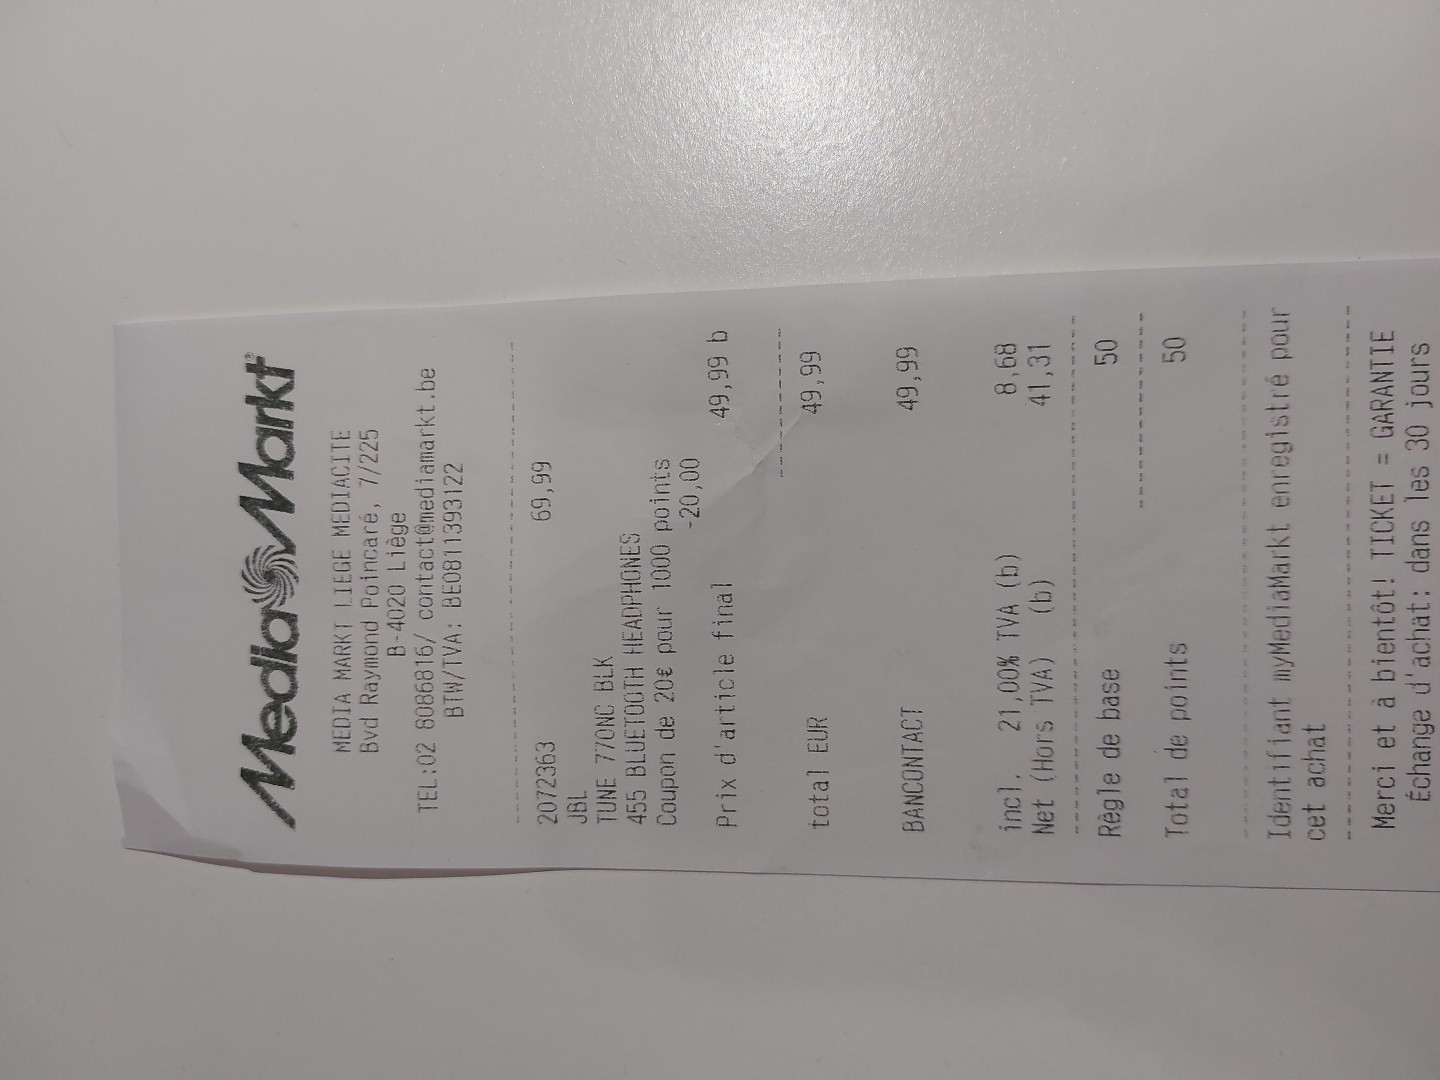 MediaMarkt®
MEDIA MARKT LIEGE MEDIACITE
Bvd Raymond Poincaré, 7/225
B-4020 Liège
TEL:02 8086816/ contact@mediamarkt.be
BTW/TVA: BE0811393122
2072363 69,99
JBL
TUNE 770NC BLK
455 BLUETOOTH HEADPHONES
Coupon de 20€ pour 1000 points
-20,00
Prix d'article final 49,99 b
total EUR 49,99
BANCONTACT 49,99
incl. 21,00% TVA (b) 8,68
Net (Hors TVA) (b) 41,31
Règle de base 50
Total de points 50
Identifiant myMediaMarkt enregistré pour
cet achat
Merci et à bientôt! TICKET = GARANTIE
Échange d'achat: dans les 30 jours